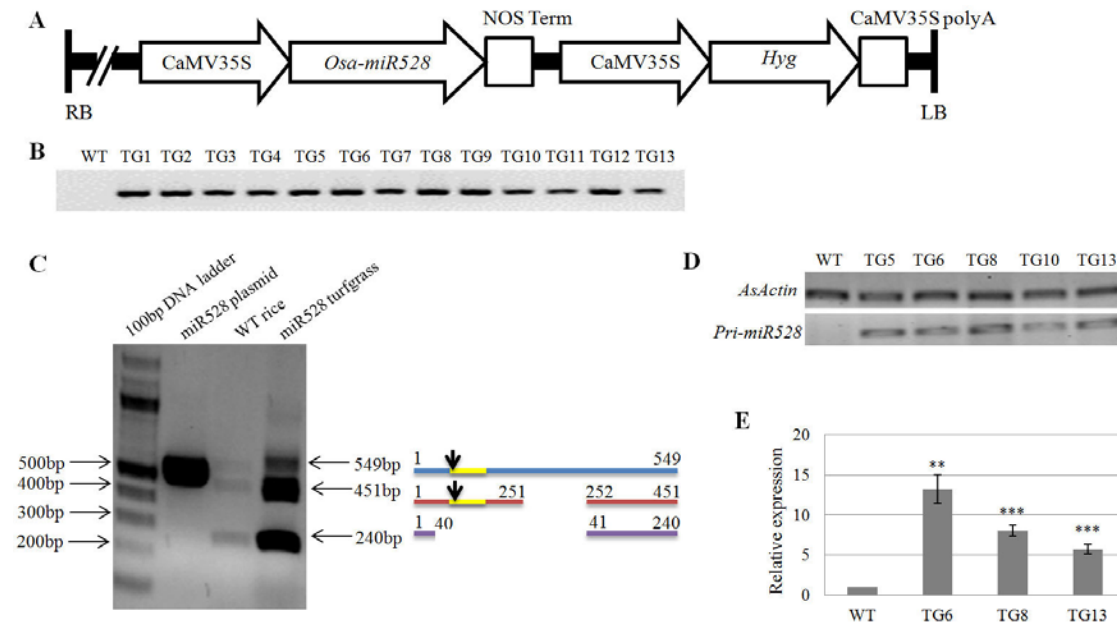 A
NOS Term
CaMV35S polyA
CaMV35S
Osa-miR528
CaMV35S
Hyg
RB
LB
B
WT TG1 TG2 TG3 TG4 TG5 TG6 TG7 TG8 TG9 TG10 TG11 TG12 TG13
C
100bp DNA ladder
miR528 plasmid
WT rice
miR528 turfgrass
500bp
400bp
300bp
200bp
549bp
451bp
240bp
1 549
1 251 252 451
1 40 41 240
D
WT TG5 TG6 TG8 TG10 TG13
AsActin
Pri-miR528
E
Relative expression
20
15
10
5
0
**
***
***
WT TG6 TG8 TG13